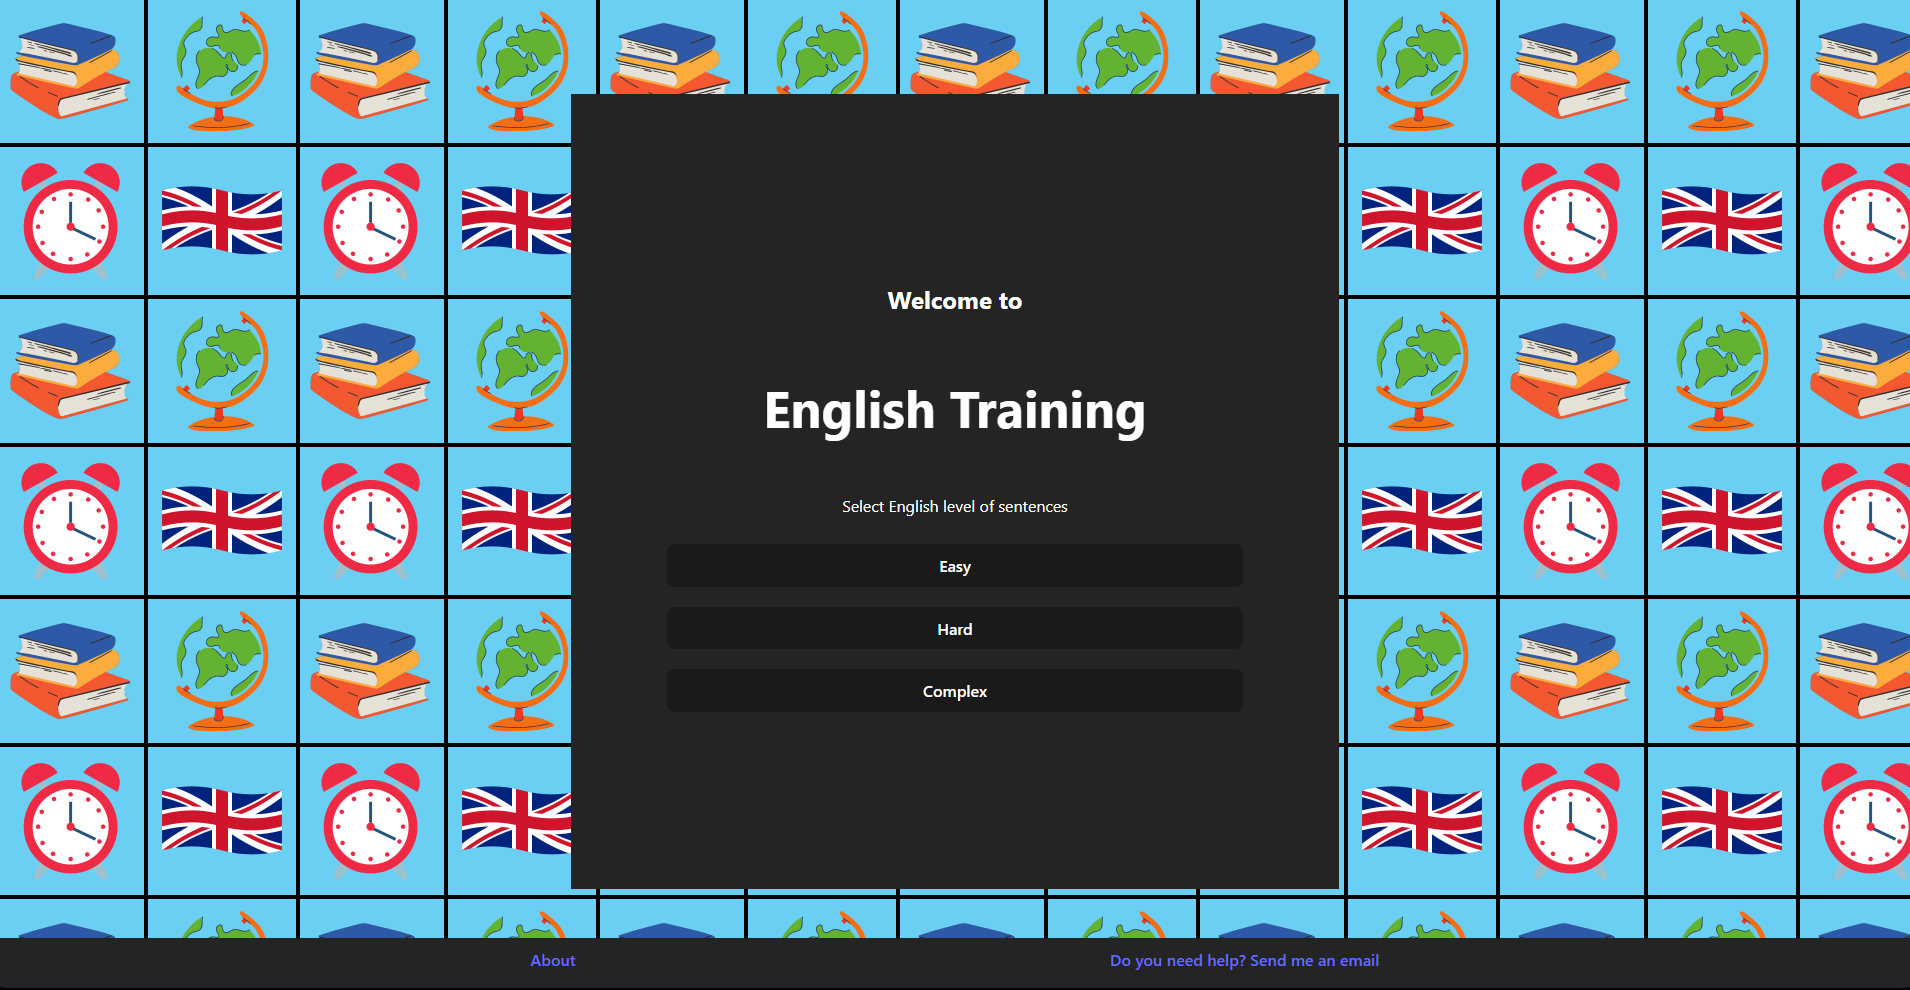 Welcome to
English Training
Select English level of sentences
Easy
Hard
Complex
About
Do you need help? Send me an email